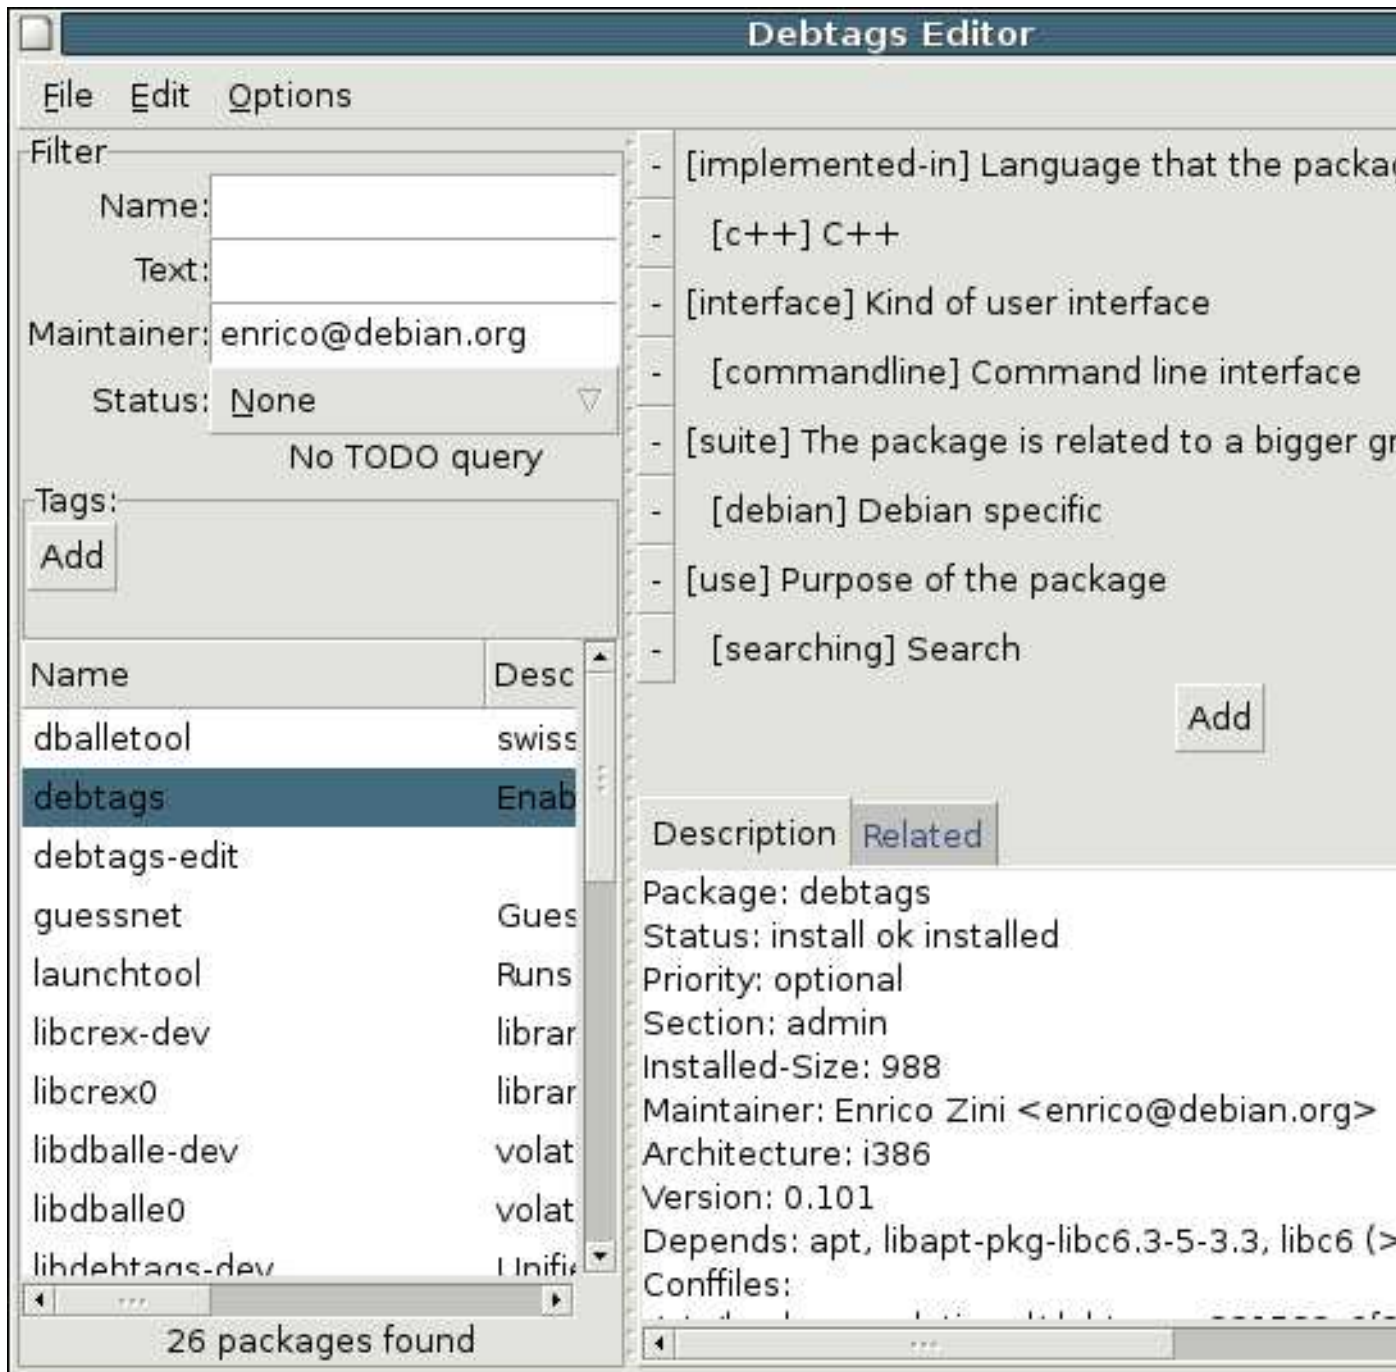 Debtags Editor
File Edit Options
Filter
Name:
Text:
Maintainer: enrico@debian.org
Status: None
No TODO query
Tags:
Add
Name Desc
dballetool swiss
debtags Enab
debtags-edit
guessnet Gues
launchtool Runs
libcrex-dev librar
libcrex0 librar
libdballe-dev volat
libdballe0 volat
libdebtags-dev Unifie
26 packages found
- [implemented-in] Language that the packag
- [c++] C++
- [interface] Kind of user interface
- [commandline] Command line interface
- [suite] The package is related to a bigger gr
- [debian] Debian specific
- [use] Purpose of the package
- [searching] Search
Add
Description Related
Package: debtags
Status: install ok installed
Priority: optional
Section: admin
Installed-Size: 988
Maintainer: Enrico Zini <enrico@debian.org>
Architecture: i386
Version: 0.101
Depends: apt, libapt-pkg-libc6.3-5-3.3, libc6 (>
Conffiles: